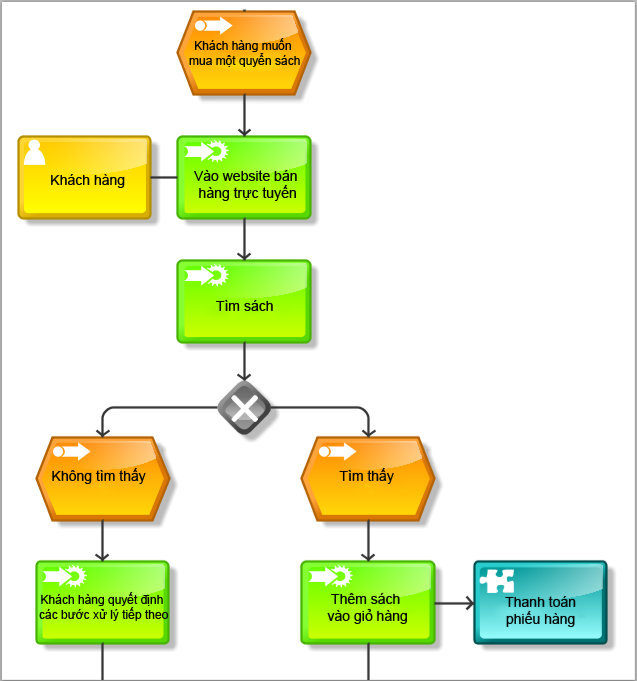 Khách hàng muốn
mua một quyển sách
Khách hàng
Vào website bán
hàng trực tuyến
Tìm sách
Không tìm thấy
Tìm thấy
Khách hàng quyết định
các bước xử lý tiếp theo
Thêm sách
vào giỏ hàng
Thanh toán
phiếu hàng